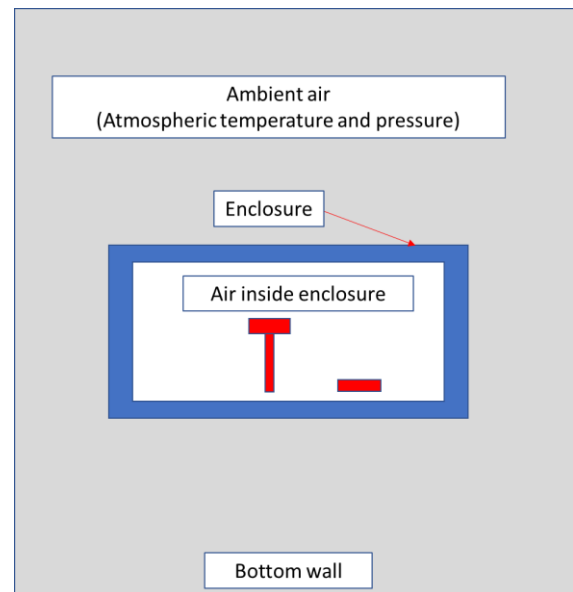 Ambient air
(Atmospheric temperature and pressure)
Enclosure
Air inside enclosure
Bottom wall